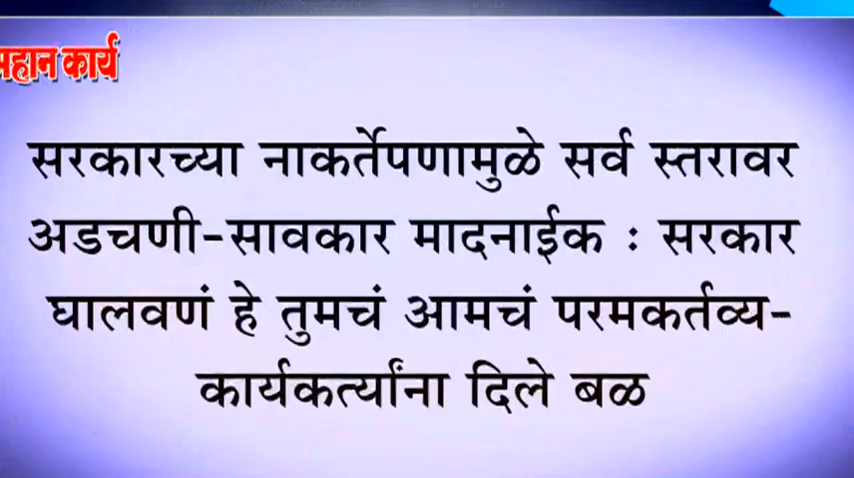 महान कार्य
सरकारच्या नाकर्तेपणामुळे सर्व स्तरावर
अडचणी-सावकार मादनाईक : सरकार
घालवणं हे तुमचं आमचं परमकर्तव्य-
कार्यकर्त्यांना दिले बळ